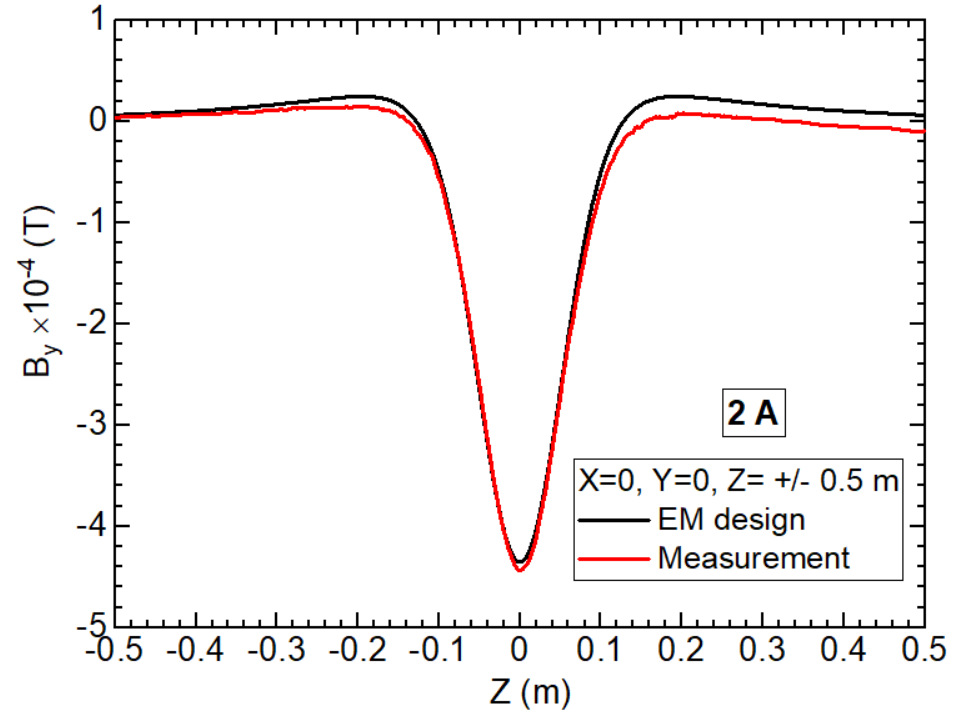 1
0
-1
-2
-3
-4
-5
B_y ×10⁻⁴ (T)
2 A
X=0, Y=0, Z= +/- 0.5 m
EM design
Measurement
-0.5 -0.4 -0.3 -0.2 -0.1 0 0.1 0.2 0.3 0.4 0.5
Z (m)